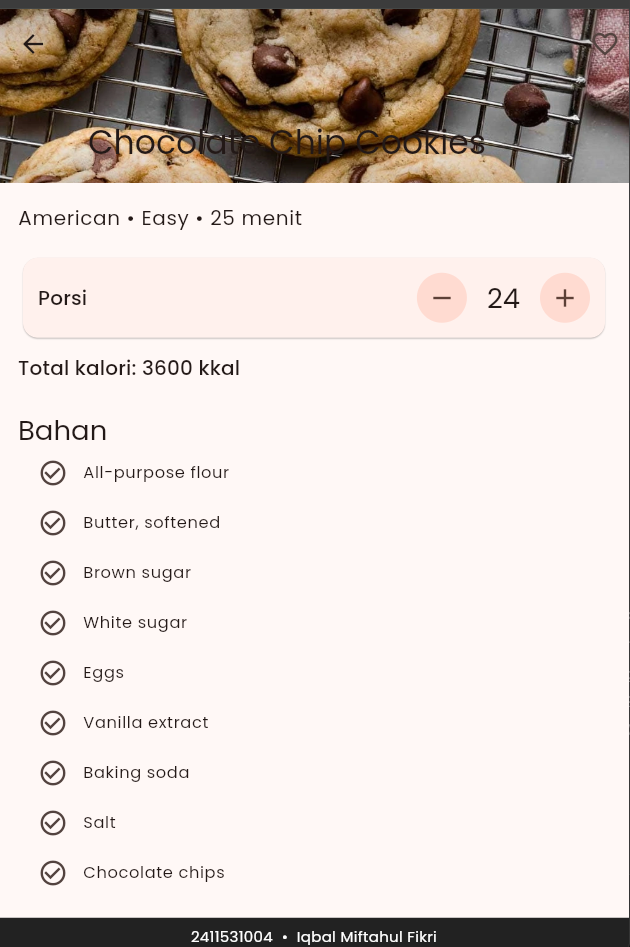 Chocolate Chip Cookies
American • Easy • 25 menit
Porsi
24
Total kalori: 3600 kkal
Bahan
All-purpose flour
Butter, softened
Brown sugar
White sugar
Eggs
Vanilla extract
Baking soda
Salt
Chocolate chips
2411531004 • Iqbal Miftahul Fikri